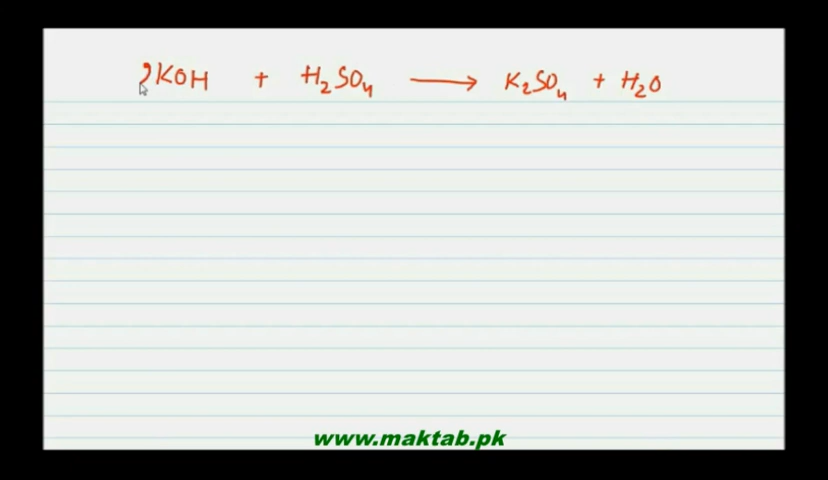 2KOH + H₂SO₄ ⟶ K₂SO₄ + H₂O
www.maktab.pk